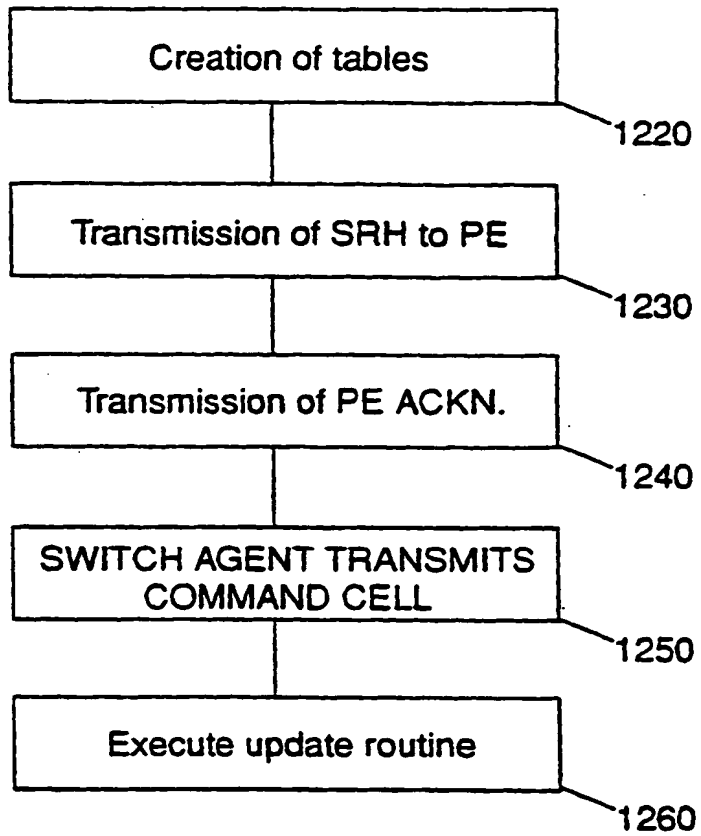 Creation of tables
1220
Transmission of SRH to PE
1230
Transmission of PE ACKN.
1240
SWITCH AGENT TRANSMITS
COMMAND CELL
1250
Execute update routine
1260